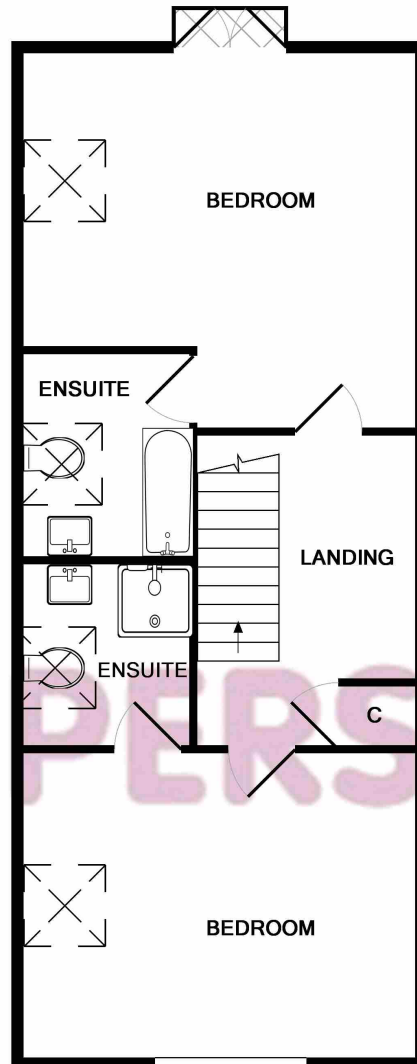 BEDROOM
ENSUITE
LANDING
ENSUITE
PERS
C
BEDROOM